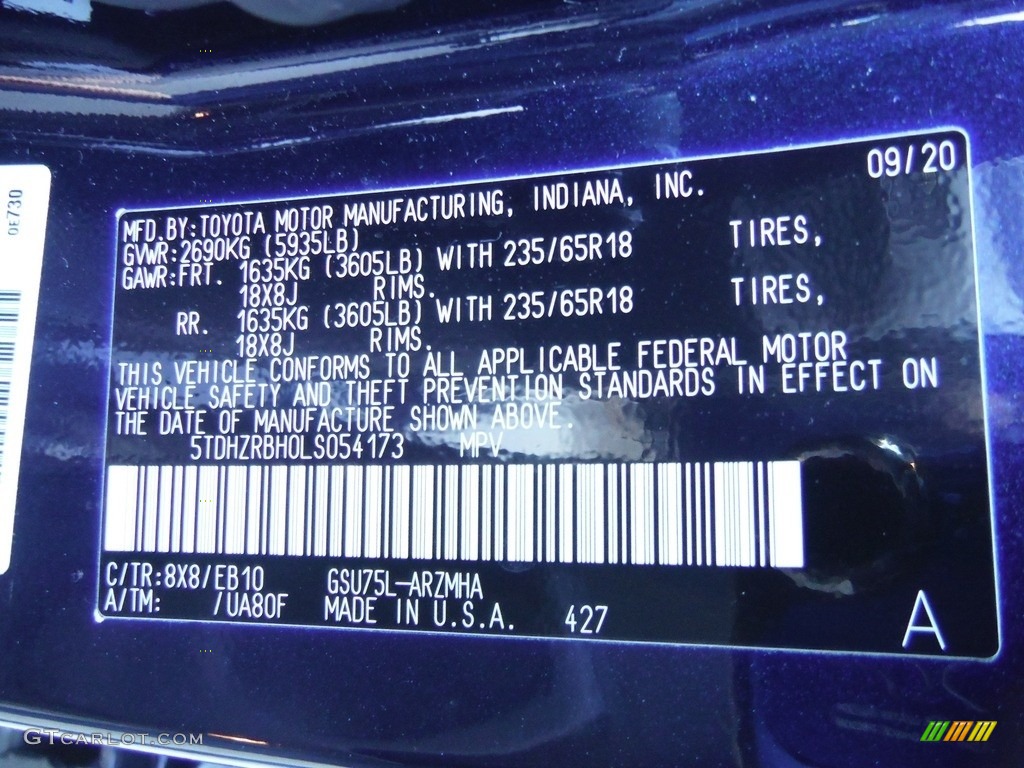 09/20
MFD.BY:TOYOTA MOTOR MANUFACTURING, INDIANA, INC.
GVWR:2690KG (5935LB)
GAWR:FRT. 1635KG (3605LB) WITH 235/65R18 TIRES,
18X8J RIMS.
RR. 1635KG (3605LB) WITH 235/65R18 TIRES,
18X8J RIMS.
THIS VEHICLE CONFORMS TO ALL APPLICABLE FEDERAL MOTOR
VEHICLE SAFETY AND THEFT PREVENTION STANDARDS IN EFFECT ON
THE DATE OF MANUFACTURE SHOWN ABOVE.
5TDHZRBH0LS054173 MPV
C/TR:8X8/EB10 GSU75L-ARZMHA
A/TM: /UA80F MADE IN U.S.A. 427
A
0E730
GTCARLOT.COM